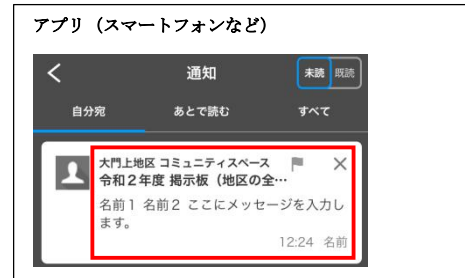 アプリ（スマートフォンなど）
通知
未読 既読
自分宛 あとで読む すべて
大門上地区 コミュニティスペース
令和２年度 掲示板（地区の全…
名前１ 名前２ ここにメッセージを入力し
ます。
12:24 名前